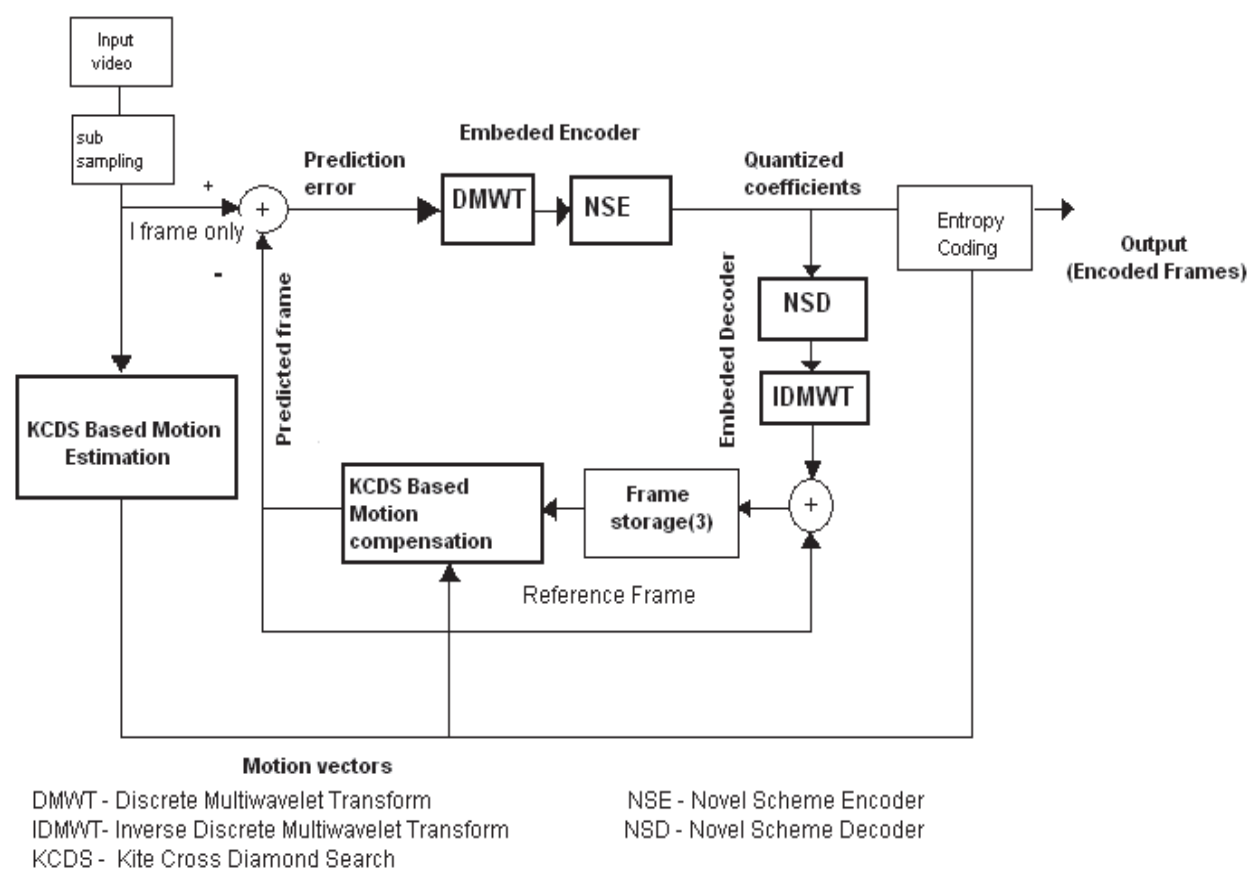 Input
video
sub
sampling
Embeded Encoder
Prediction
error
Quantized
coefficients
+
+
DMWT
NSE
Entropy
Coding
I frame only
-
Output
(Encoded Frames)
Predicted frame
Embeded Decoder
NSD
IDMWT
KCDS Based Motion
Estimation
KCDS Based
Motion
compensation
Frame
storage(3)
+
Reference Frame
Motion vectors
DMWT - Discrete Multiwavelet Transform
IDMWT- Inverse Discrete Multiwavelet Transform
KCDS - Kite Cross Diamond Search
NSE - Novel Scheme Encoder
NSD - Novel Scheme Decoder